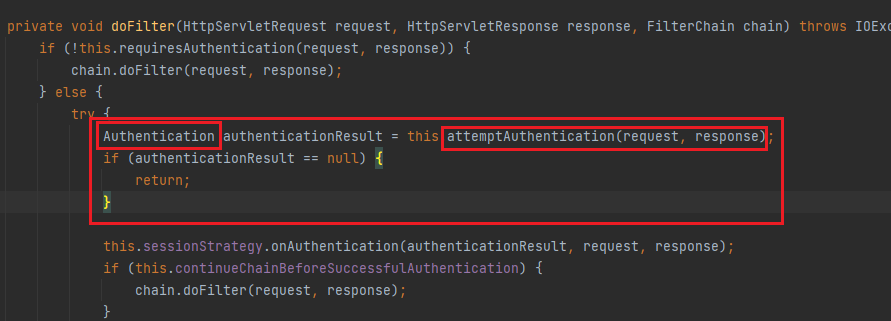 private void doFilter(HttpServletRequest request, HttpServletResponse response, FilterChain chain) throws IOExc
if (!this.requiresAuthentication(request, response)) {
chain.doFilter(request, response);
} else {
try {
Authentication authenticationResult = this.attemptAuthentication(request, response);
if (authenticationResult == null) {
return;
}
this.sessionStrategy.onAuthentication(authenticationResult, request, response);
if (this.continueChainBeforeSuccessfulAuthentication) {
chain.doFilter(request, response);
}